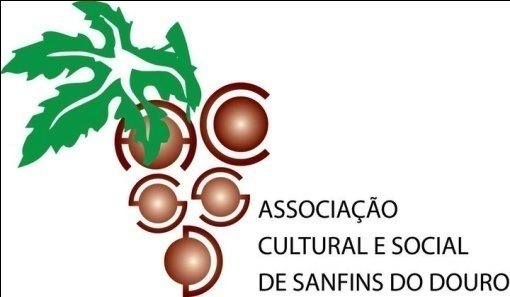 ASSOCIAÇÃO
CULTURAL E SOCIAL
DE SANFINS DO DOURO